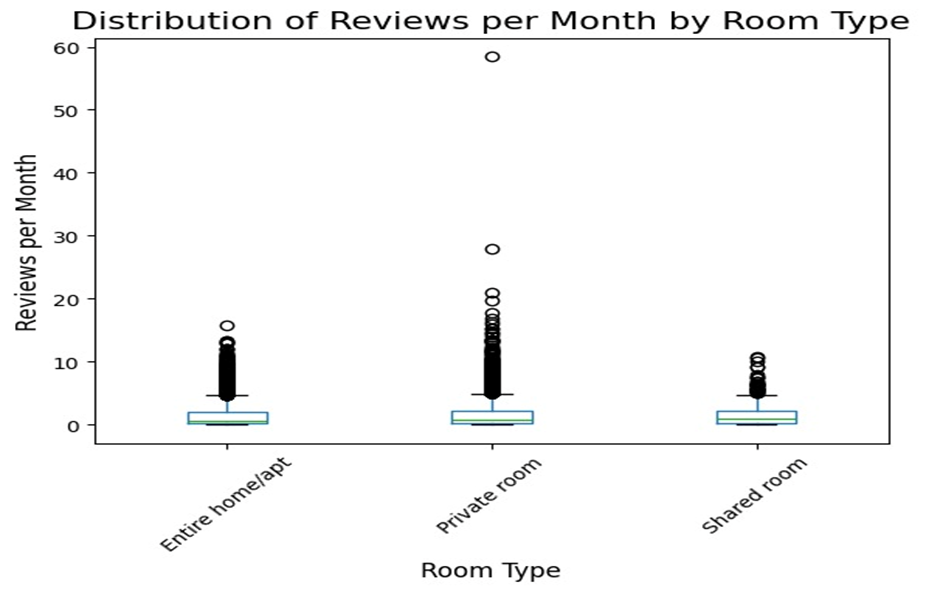 Distribution of Reviews per Month by Room Type
60
50
40
30
20
10
0
Reviews per Month
Entire home/apt
Private room
Shared room
Room Type